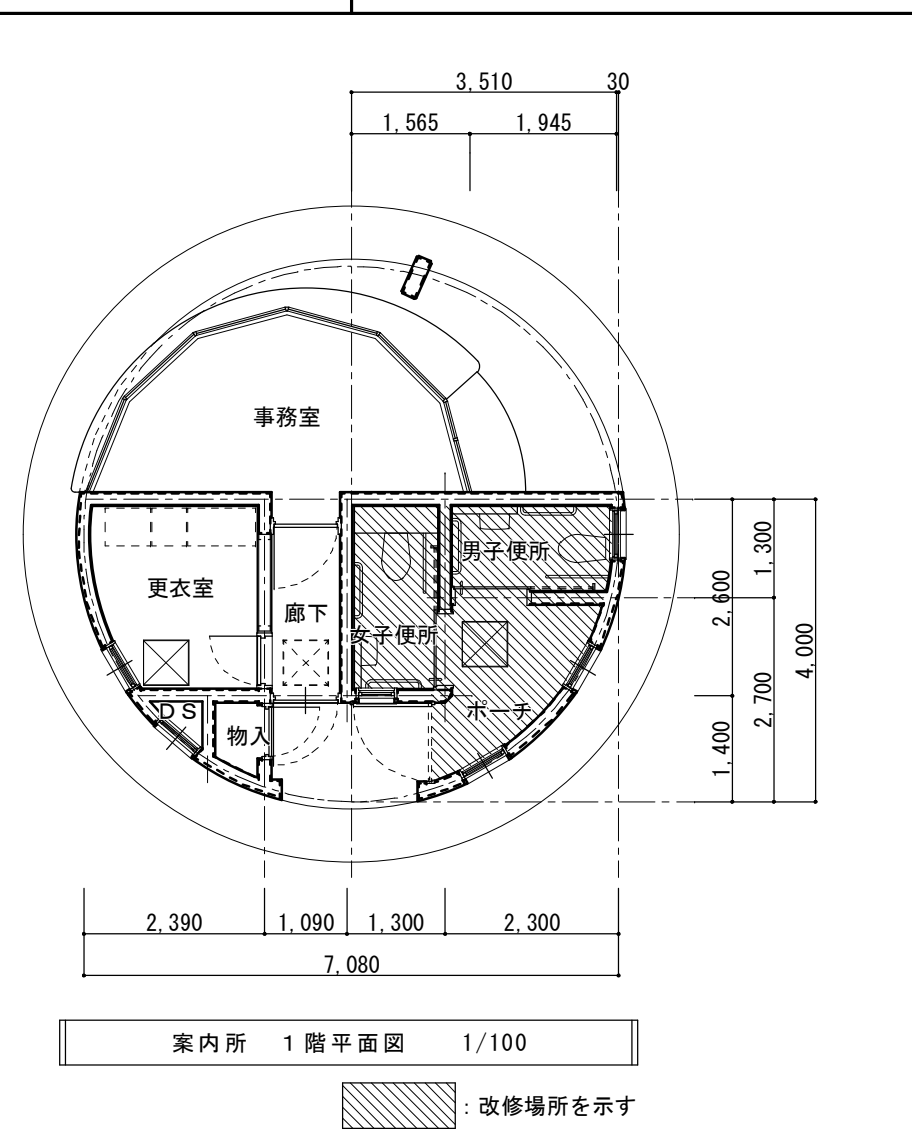 3,510 30
1,565 1,945
事務室
男子便所
更衣室
廊下
女子便所
DS
物入
ポーチ
1,300
2,600
4,000
2,700
1,400
2,390 1,090 1,300 2,300
7,080
案内所 1階平面図 1/100
:改修場所を示す